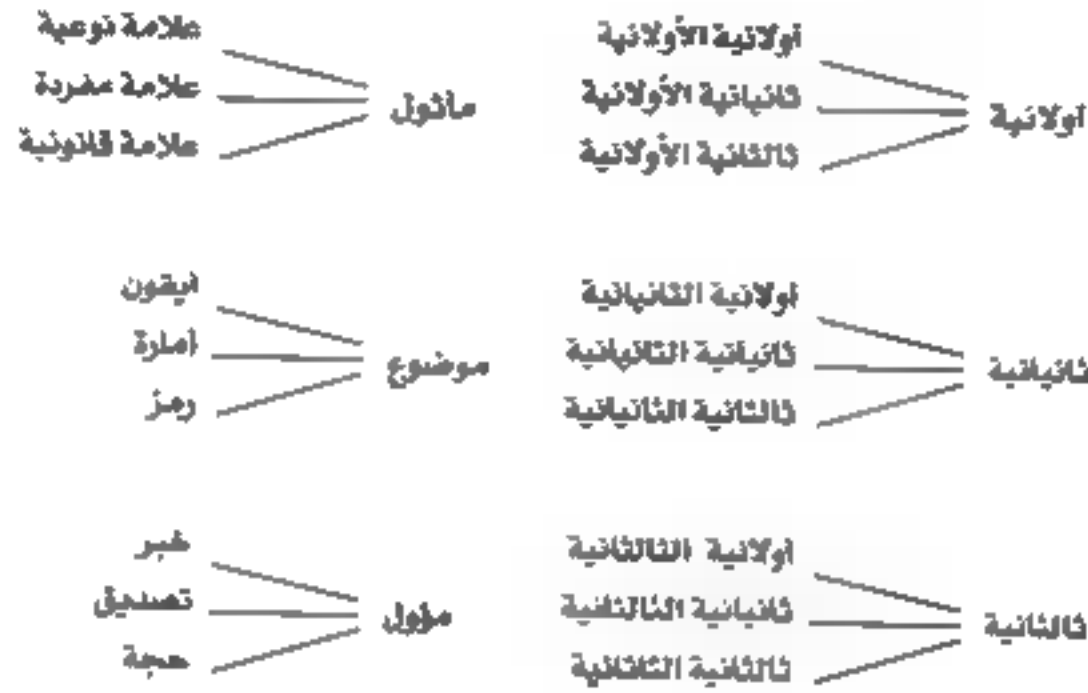 أولانية
أولانية الأولانية
ثانيانية الأولانية
ثالثانية الأولانية
مأثول
علامة نوعية
علامة مفردة
علامة قانونية
ثانيانية
أولانية الثانيانية
ثانيانية الثانيانية
ثالثانية الثانيانية
موضوع
أيقون
أمارة
رمز
ثالثانية
أولانية الثالثانية
ثانيانية الثالثانية
ثالثانية الثالثانية
مؤول
خبر
تصديق
حجة